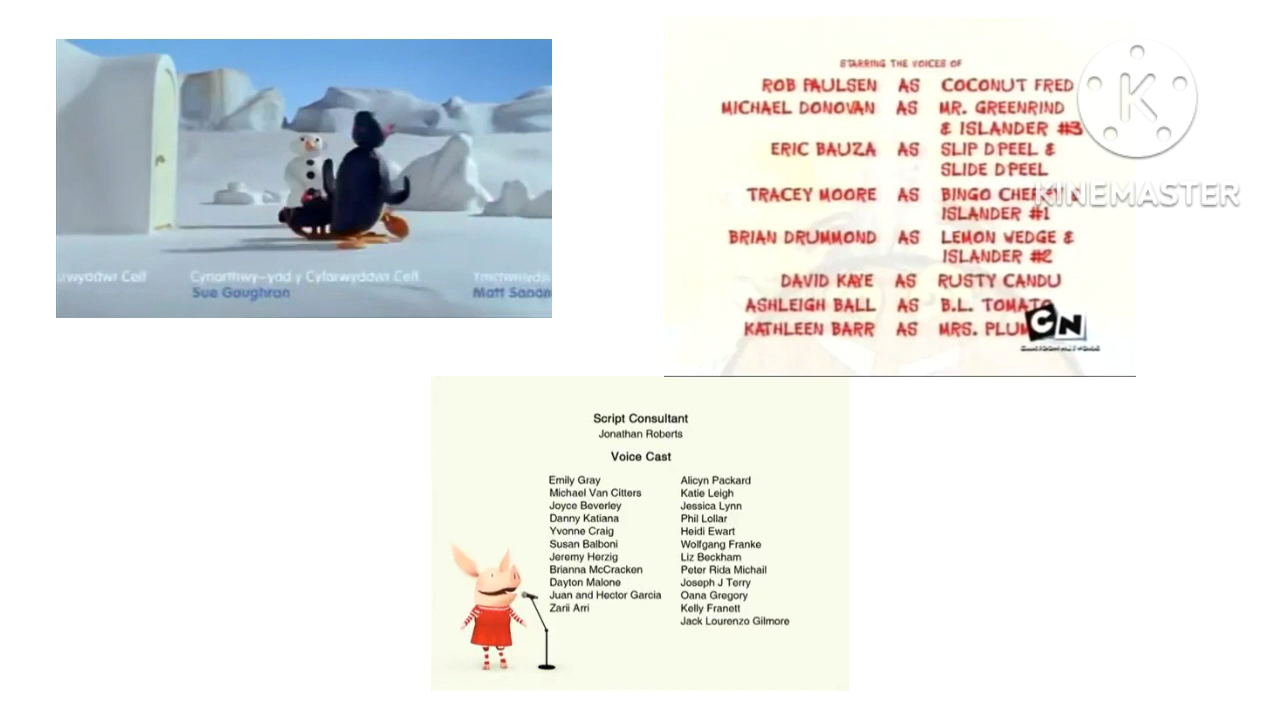 Cynorthwy-ydd y Cyfarwyddwr Celf
Sue Gaughran
Matt
STARRING THE VOICES OF
ROB PAULSEN AS COCONUT FRED
MICHAEL DONOVAN AS MR. GREENRIND
& ISLANDER #3
ERIC BAUZA AS SLIP D'PEEL &
SLIDE D'PEEL
TRACEY MOORE AS BINGO
ISLANDER #1
BRIAN DRUMMOND AS LEMON WEDGE &
ISLANDER #2
DAVID KAYE AS RUSTY CANDU
ASHLEIGH BALL AS B.L. TOMATO
KATHLEEN BARR AS MRS.
K
KINEMASTER
CN
CARTOON NETWORK
Script Consultant
Jonathan Roberts
Voice Cast
Emily Gray Alicyn Packard
Michael Van Citters Katie Leigh
Joyce Beverley Jessica Lynn
Danny Katiana Phil Lollar
Yvonne Craig Heidi Ewart
Susan Balboni Wolfgang Franke
Jeremy Herzig Liz Beckham
Brianna McCracken Peter Rida Michail
Dayton Malone Joseph J Terry
Juan and Hector Garcia Oana Gregory
Zarii Arri Kelly Franett
Jack Lourenzo Gilmore